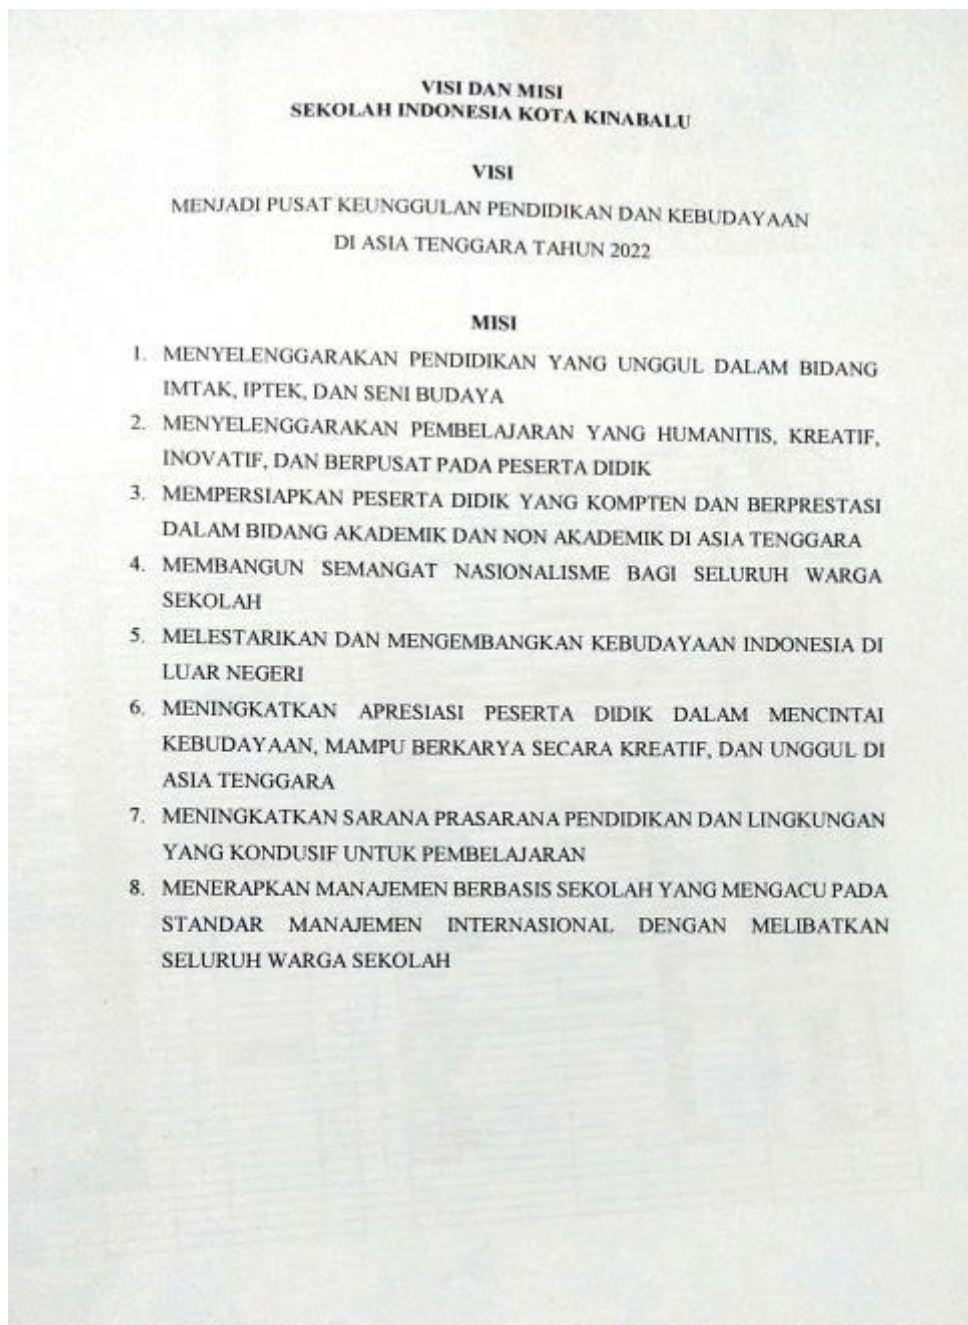 VISI DAN MISI
SEKOLAH INDONESIA KOTA KINABALU
VISI
MENJADI PUSAT KEUNGGULAN PENDIDIKAN DAN KEBUDAYAAN
DI ASIA TENGGARA TAHUN 2022
MISI
1. MENYELENGGARAKAN PENDIDIKAN YANG UNGGUL DALAM BIDANG
IMTAK, IPTEK, DAN SENI BUDAYA
2. MENYELENGGARAKAN PEMBELAJARAN YANG HUMANITIS, KREATIF,
INOVATIF, DAN BERPUSAT PADA PESERTA DIDIK
3. MEMPERSIAPKAN PESERTA DIDIK YANG KOMPTEN DAN BERPRESTASI
DALAM BIDANG AKADEMIK DAN NON AKADEMIK DI ASIA TENGGARA
4. MEMBANGUN SEMANGAT NASIONALISME BAGI SELURUH WARGA
SEKOLAH
5. MELESTARIKAN DAN MENGEMBANGKAN KEBUDAYAAN INDONESIA DI
LUAR NEGERI
6. MENINGKATKAN APRESIASI PESERTA DIDIK DALAM MENCINTAI
KEBUDAYAAN, MAMPU BERKARYA SECARA KREATIF, DAN UNGGUL DI
ASIA TENGGARA
7. MENINGKATKAN SARANA PRASARANA PENDIDIKAN DAN LINGKUNGAN
YANG KONDUSIF UNTUK PEMBELAJARAN
8. MENERAPKAN MANAJEMEN BERBASIS SEKOLAH YANG MENGACU PADA
STANDAR MANAJEMEN INTERNASIONAL DENGAN MELIBATKAN
SELURUH WARGA SEKOLAH